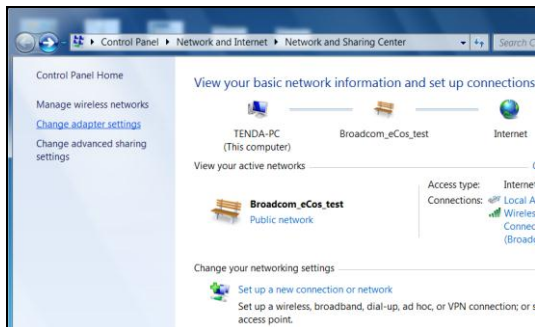 Control Panel ▸ Network and Internet ▸ Network and Sharing Center
Search
Control Panel Home
Manage wireless networks
Change adapter settings
Change advanced sharing
settings
View your basic network information and set up connections
TENDA-PC
(This computer)
Broadcom_eCos_test
Internet
View your active networks
Broadcom_eCos_test
Public network
Access type: Internet
Connections: Local A
Wireles
Connec
(Broadc
Change your networking settings
Set up a new connection or network
Set up a wireless, broadband, dial-up, ad hoc, or VPN connection; or s
access point.